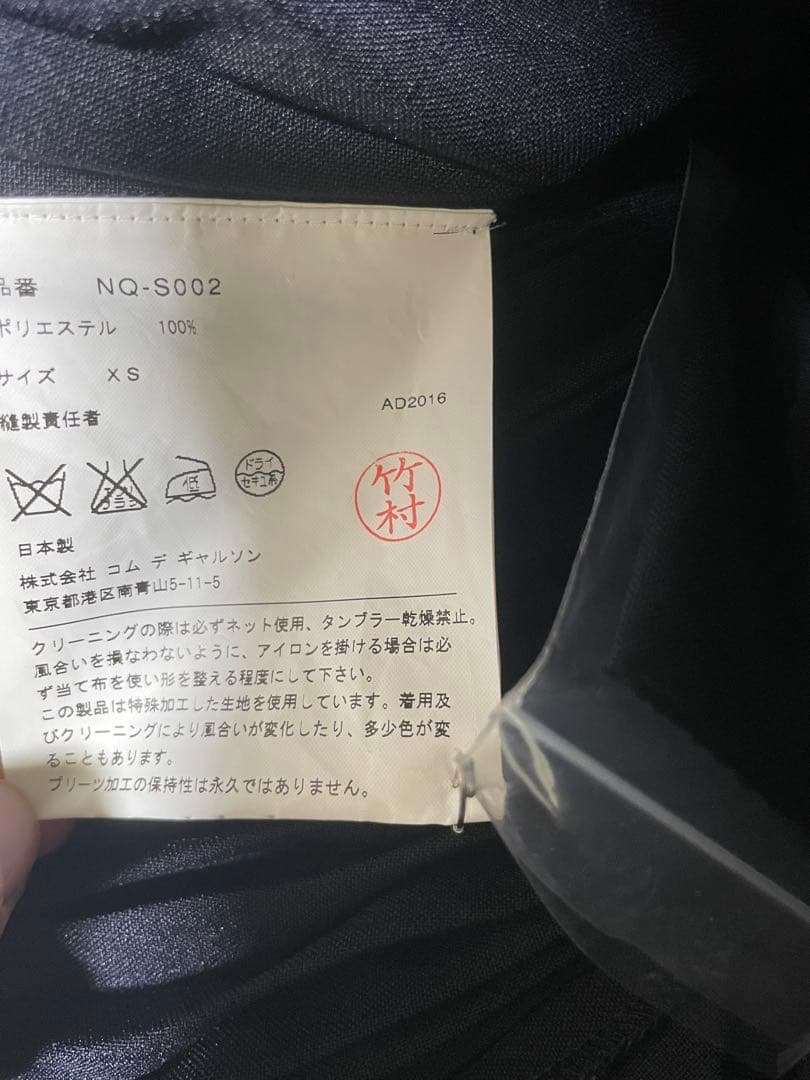 品番 NQ-S002
ポリエステル 100%
サイズ XS
AD2016
縫製責任者
竹村
低
ドライ
セキユ系
日本製
株式会社 コム デ ギャルソン
東京都港区南青山5-11-5
クリーニングの際は必ずネット使用、タンブラー乾燥禁止。
風合いを損なわないように、アイロンを掛ける場合は必
ず当て布を使い形を整える程度にして下さい。
この製品は特殊加工した生地を使用しています。着用及
びクリーニングにより風合いが変化したり、多少色が変
ることもあります。
プリーツ加工の保持性は永久ではありません。